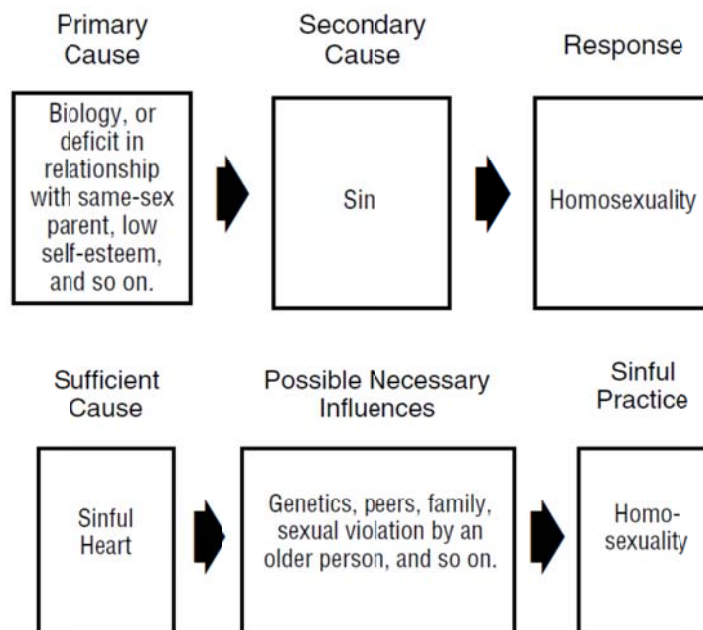 Primary Cause
Secondary Cause
Response
Biology, or
deficit in
relationship
with same-sex
parent, low
self-esteem,
and so on.
Sin
Homosexuality
Sufficient Cause
Possible Necessary Influences
Sinful Practice
Sinful
Heart
Genetics, peers, family,
sexual violation by an
older person, and so on.
Homo-
sexuality